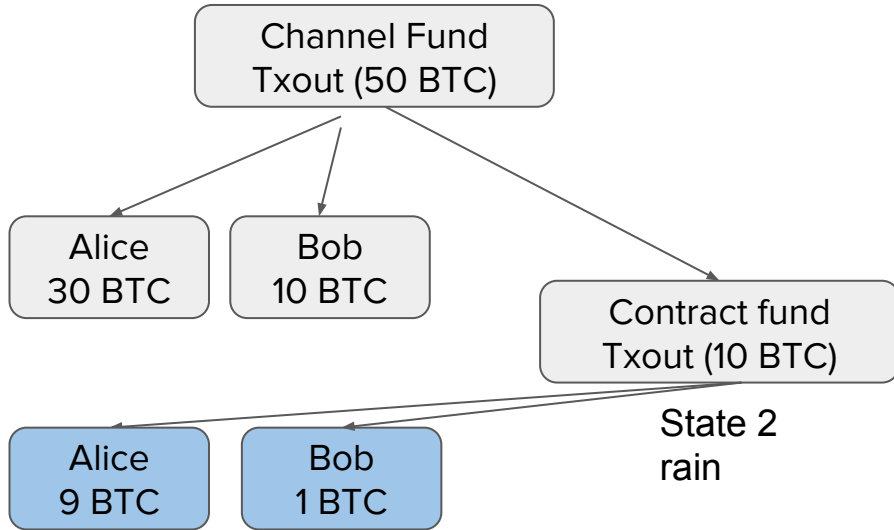 Channel Fund
Txout (50 BTC)
Alice
30 BTC
Bob
10 BTC
Contract fund
Txout (10 BTC)
State 2
rain
Alice
9 BTC
Bob
1 BTC